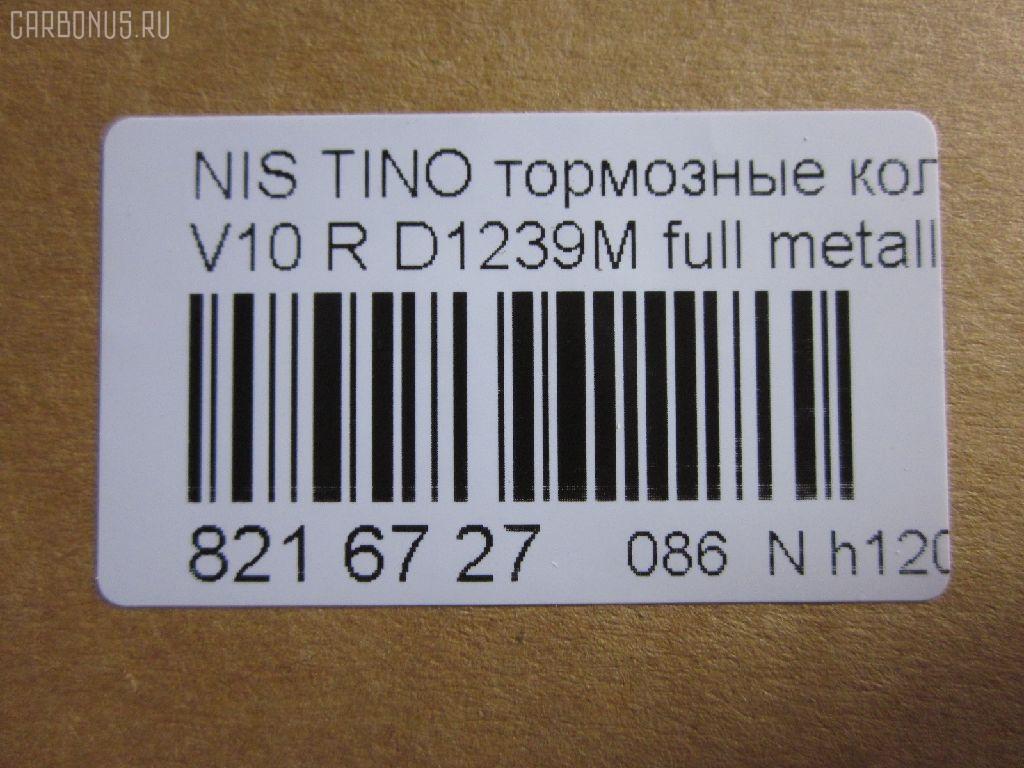 CARBONUS.RU
NIS TINO тормозные кол
V10 R D1239M full metall
821 67 27 086 N h120